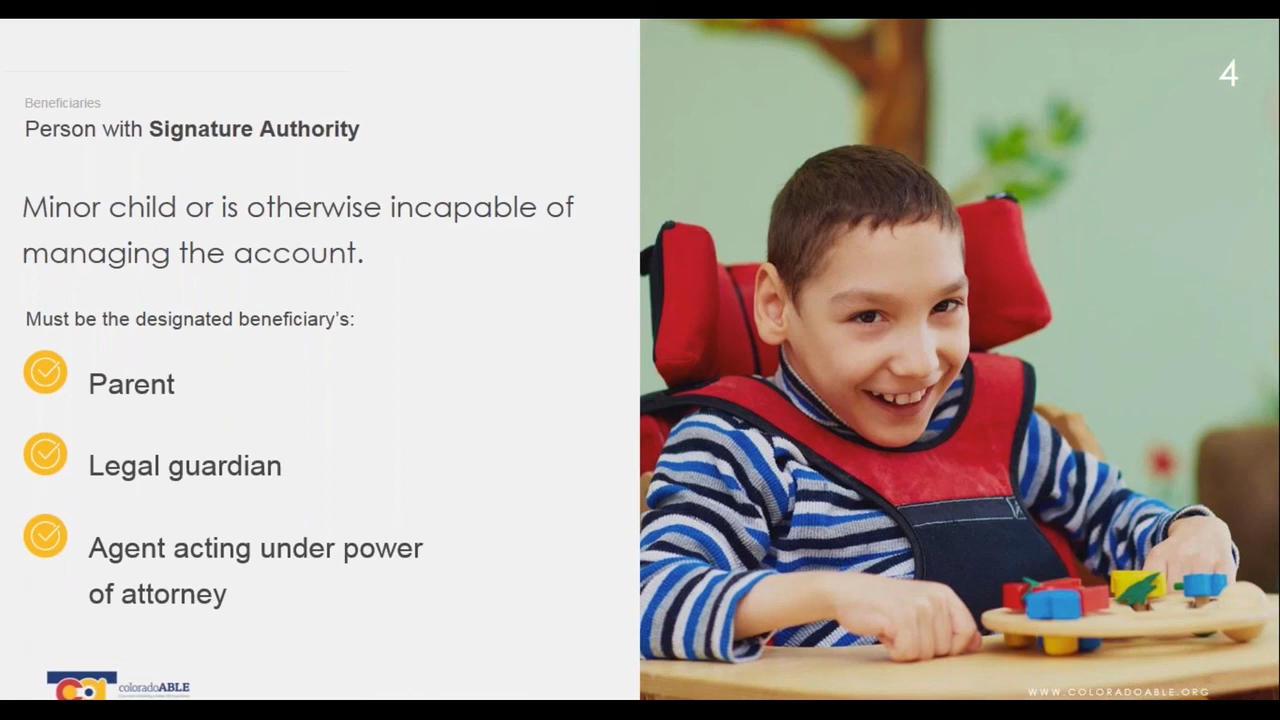 4
Beneficiaries
Person with Signature Authority
Minor child or is otherwise incapable of
managing the account.
Must be the designated beneficiary’s:
Parent
Legal guardian
Agent acting under power
of attorney
coloradoABLE
WWW.COLORADOABLE.ORG